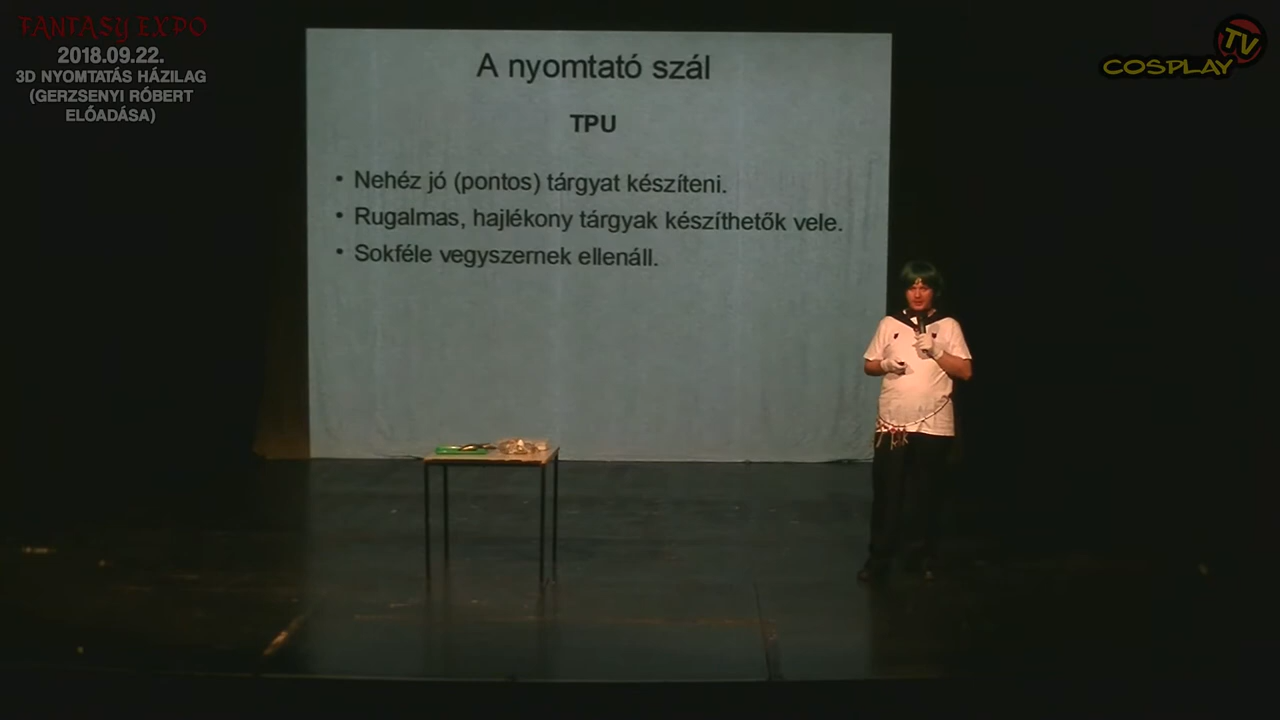 FANTASY EXPO
2018.09.22.
3D NYOMTATÁS HÁZILAG
(GERZSENYI RÓBERT
ELŐADÁSA)
TV
COSPLAY
A nyomtató szál
TPU
• Nehéz jó (pontos) tárgyat készíteni.
• Rugalmas, hajlékony tárgyak készíthetők vele.
• Sokféle vegyszernek ellenáll.